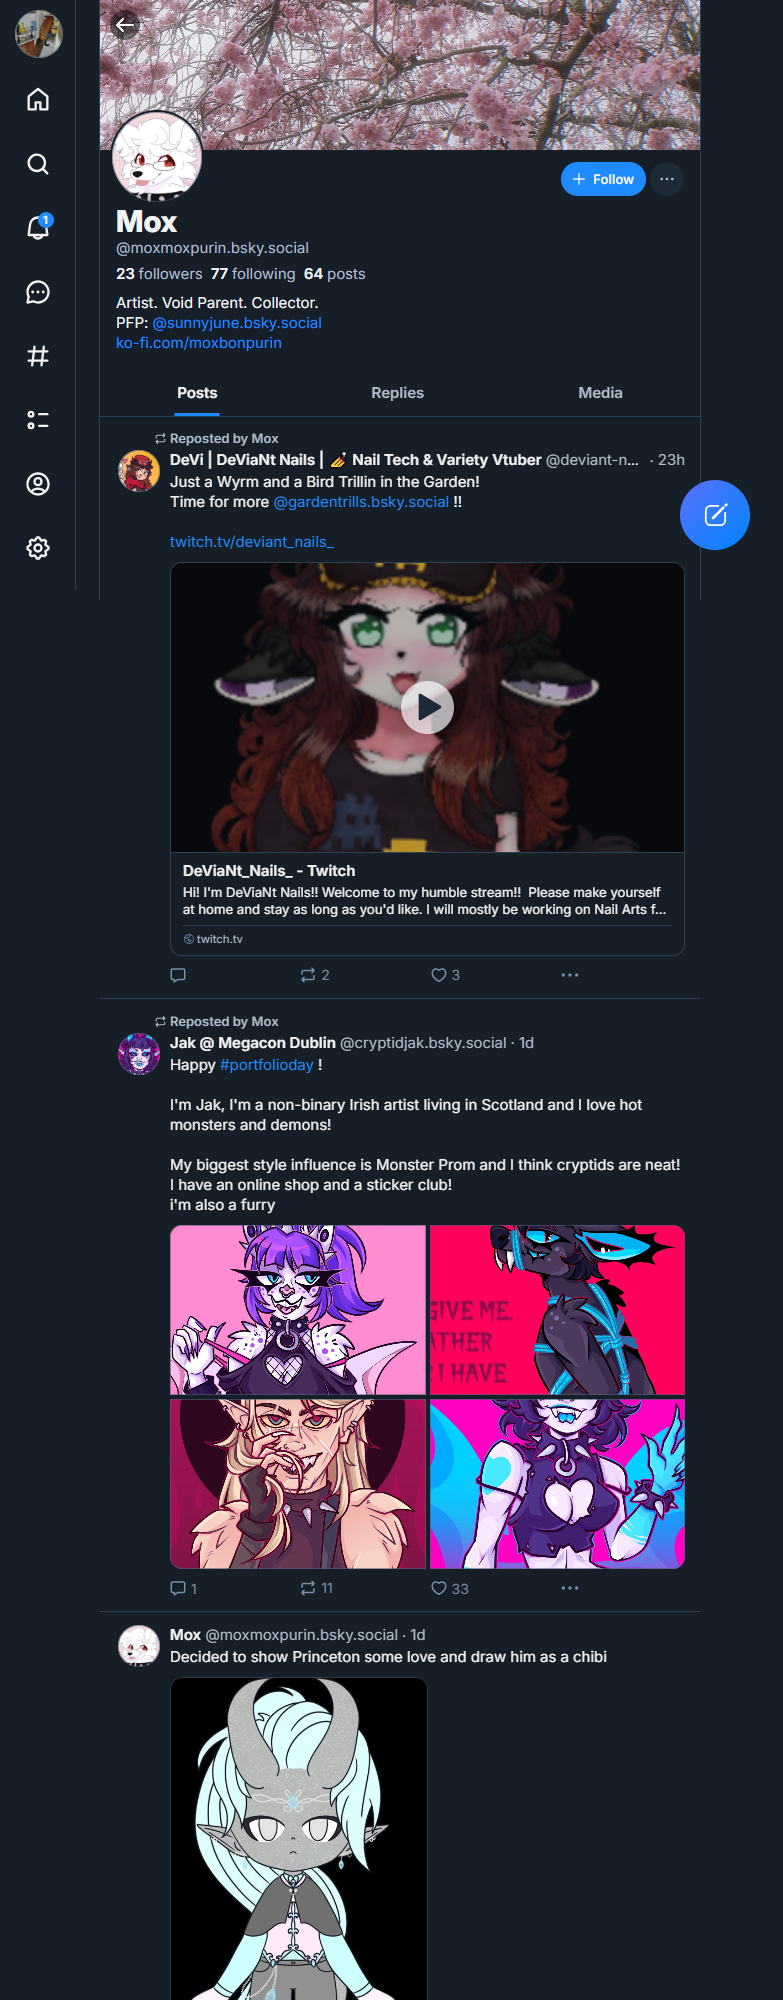 1
+ Follow
Mox
@moxmoxpurin.bsky.social
23 followers 77 following 64 posts
Artist. Void Parent. Collector.
PFP: @sunnyjune.bsky.social
ko-fi.com/moxbonpurin
Posts Replies Media
Reposted by Mox
DeVi | DeViaNt Nails | 💅 Nail Tech & Variety Vtuber @deviant-n... · 23h
Just a Wyrm and a Bird Trillin in the Garden!
Time for more @gardentrills.bsky.social !!
twitch.tv/deviant_nails_
DeViaNt_Nails_ - Twitch
Hi! I'm DeViaNt Nails!! Welcome to my humble stream!! Please make yourself
at home and stay as long as you'd like. I will mostly be working on Nail Arts f...
twitch.tv
2 3
Reposted by Mox
Jak @ Megacon Dublin @cryptidjak.bsky.social · 1d
Happy #portfolioday !
I'm Jak, I'm a non-binary Irish artist living in Scotland and I love hot
monsters and demons!
My biggest style influence is Monster Prom and I think cryptids are neat!
I have an online shop and a sticker club!
i'm also a furry
GIVE ME,
ATHER
I HAVE
1 11 33
Mox @moxmoxpurin.bsky.social · 1d
Decided to show Princeton some love and draw him as a chibi